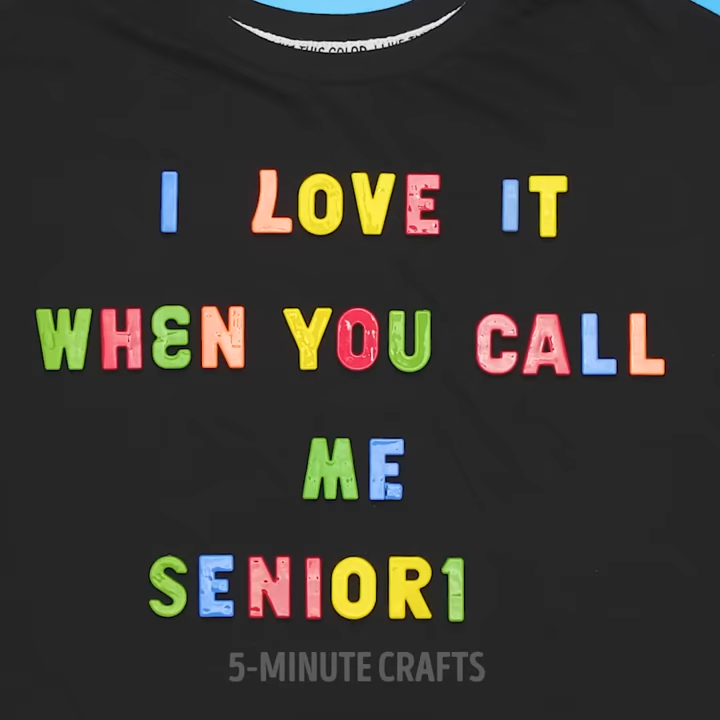 I LOVE IT
WHEN YOU CALL
ME
SENIOR1
5-MINUTE CRAFTS